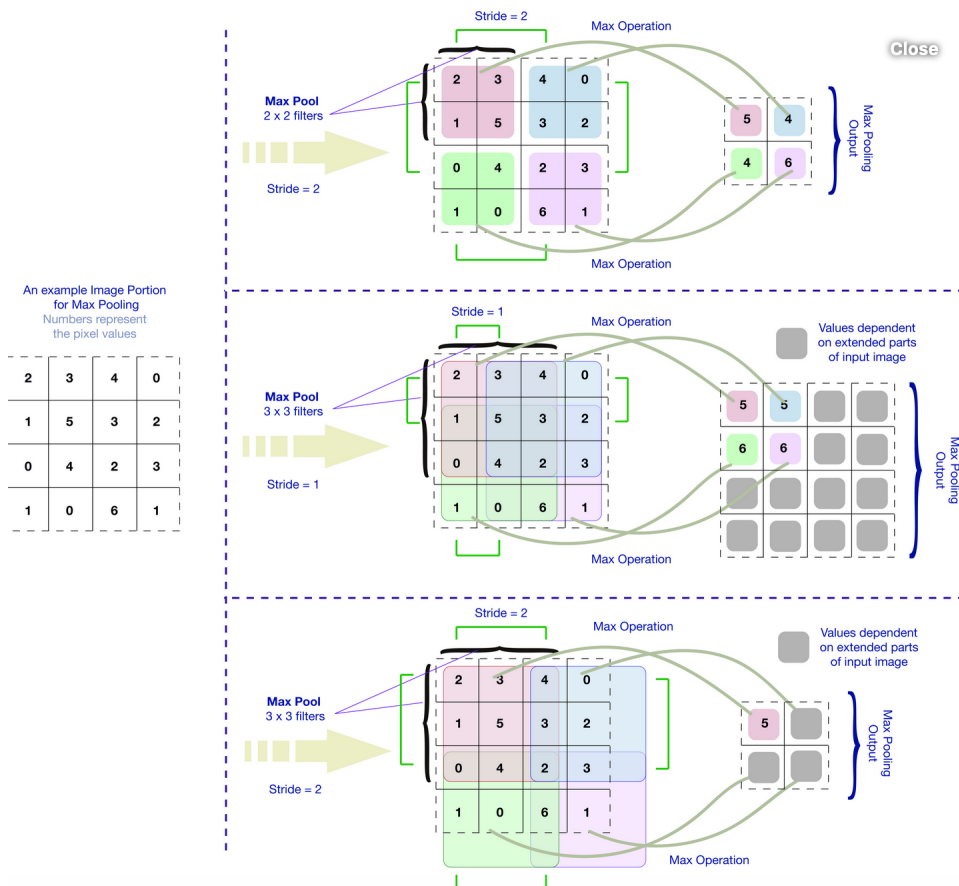 Close
An example Image Portion
for Max Pooling
Numbers represent
the pixel values
2 3 4 0
1 5 3 2
0 4 2 3
1 0 6 1
Stride = 2
Max Operation
Max Pool
2 x 2 filters
Stride = 2
2 3 4 0
1 5 3 2
0 4 2 3
1 0 6 1
5 4
4 6
Max Pooling
Output
Max Operation
Stride = 1
Max Operation
Values dependent
on extended parts
of input image
Max Pool
3 x 3 filters
Stride = 1
2 3 4 0
1 5 3 2
0 4 2 3
1 0 6 1
5 5
6 6
Max Pooling
Output
Max Operation
Stride = 2
Max Operation
Values dependent
on extended parts
of input image
Max Pool
3 x 3 filters
Stride = 2
2 3 4 0
1 5 3 2
0 4 2 3
1 0 6 1
5
Max Pooling
Output
Max Operation